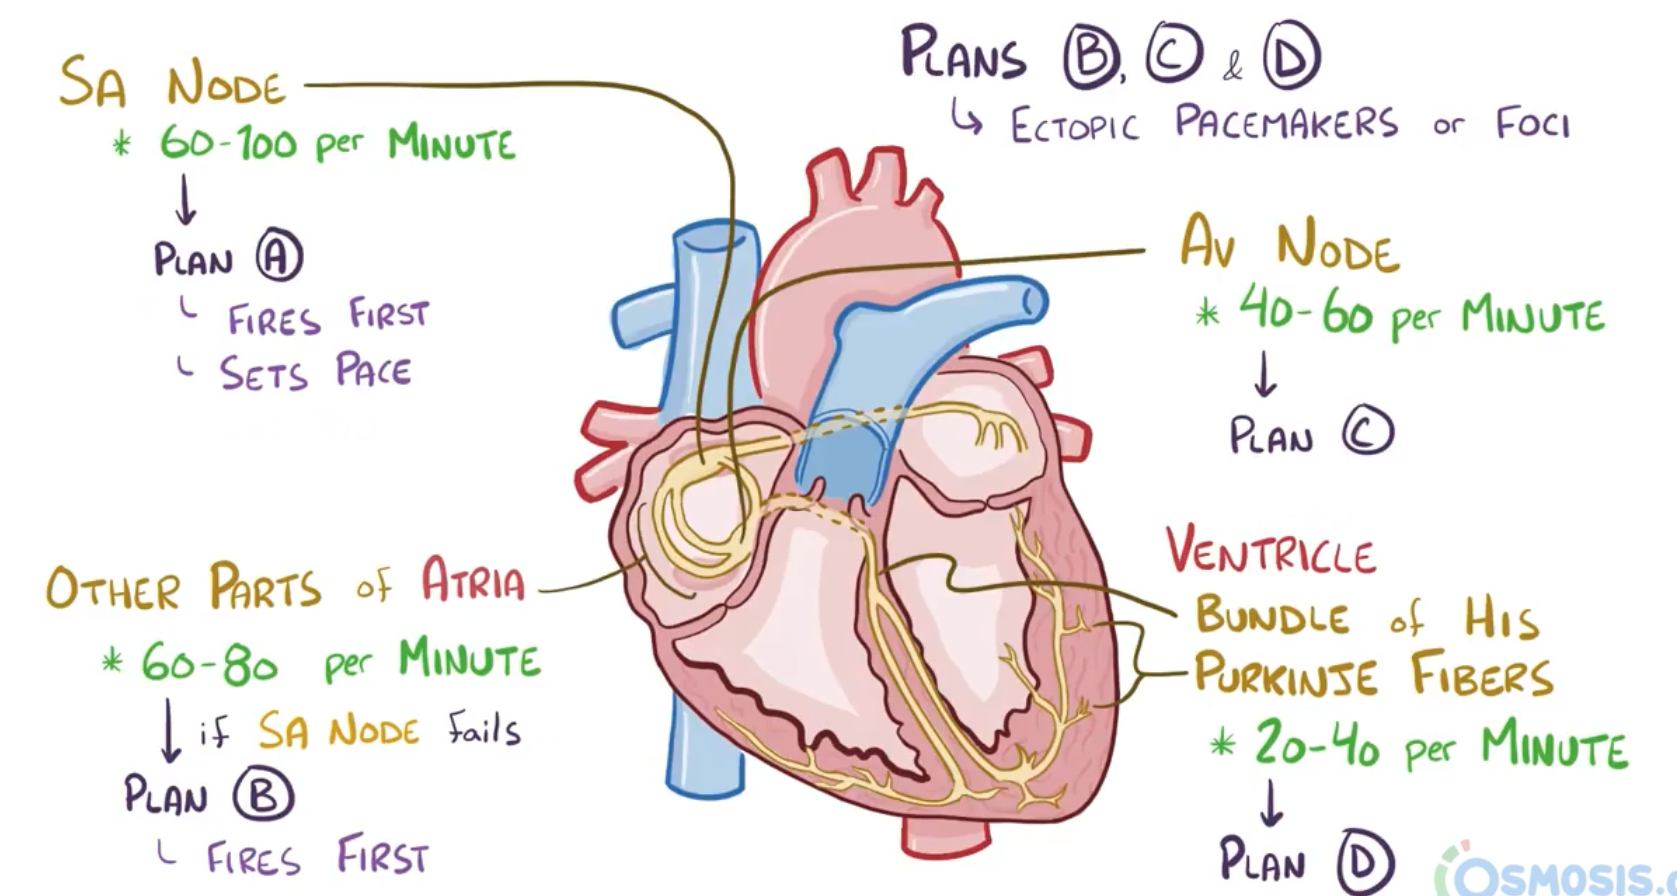 SA NODE
* 60-100 per MINUTE
↓
PLAN A
FIRES FIRST
SETS PACE
OTHER PARTS of ATRIA
* 60-80 per MINUTE
↓ if SA NODE fails
PLAN B
FIRES FIRST
PLANS B, C & D
↳ ECTOPIC PACEMAKERS or FOCI
AV NODE
* 40-60 per MINUTE
↓
PLAN C
VENTRICLE
BUNDLE of HIS
PURKINJE FIBERS
* 20-40 per MINUTE
↓
PLAN D
OSMOSIS.